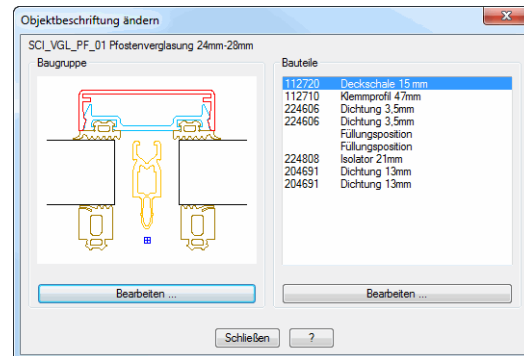 Objektbeschriftung ändern
SCI_VGL_PF_01 Pfostenverglasung 24mm-28mm
Baugruppe
Bauteile
112720 Deckschale 15 mm
112710 Klemmprofil 47mm
224606 Dichtung 3,5mm
224606 Dichtung 3,5mm
Füllungsposition
Füllungsposition
224808 Isolator 21mm
204691 Dichtung 13mm
204691 Dichtung 13mm
Bearbeiten ...
Bearbeiten ...
Schließen
?